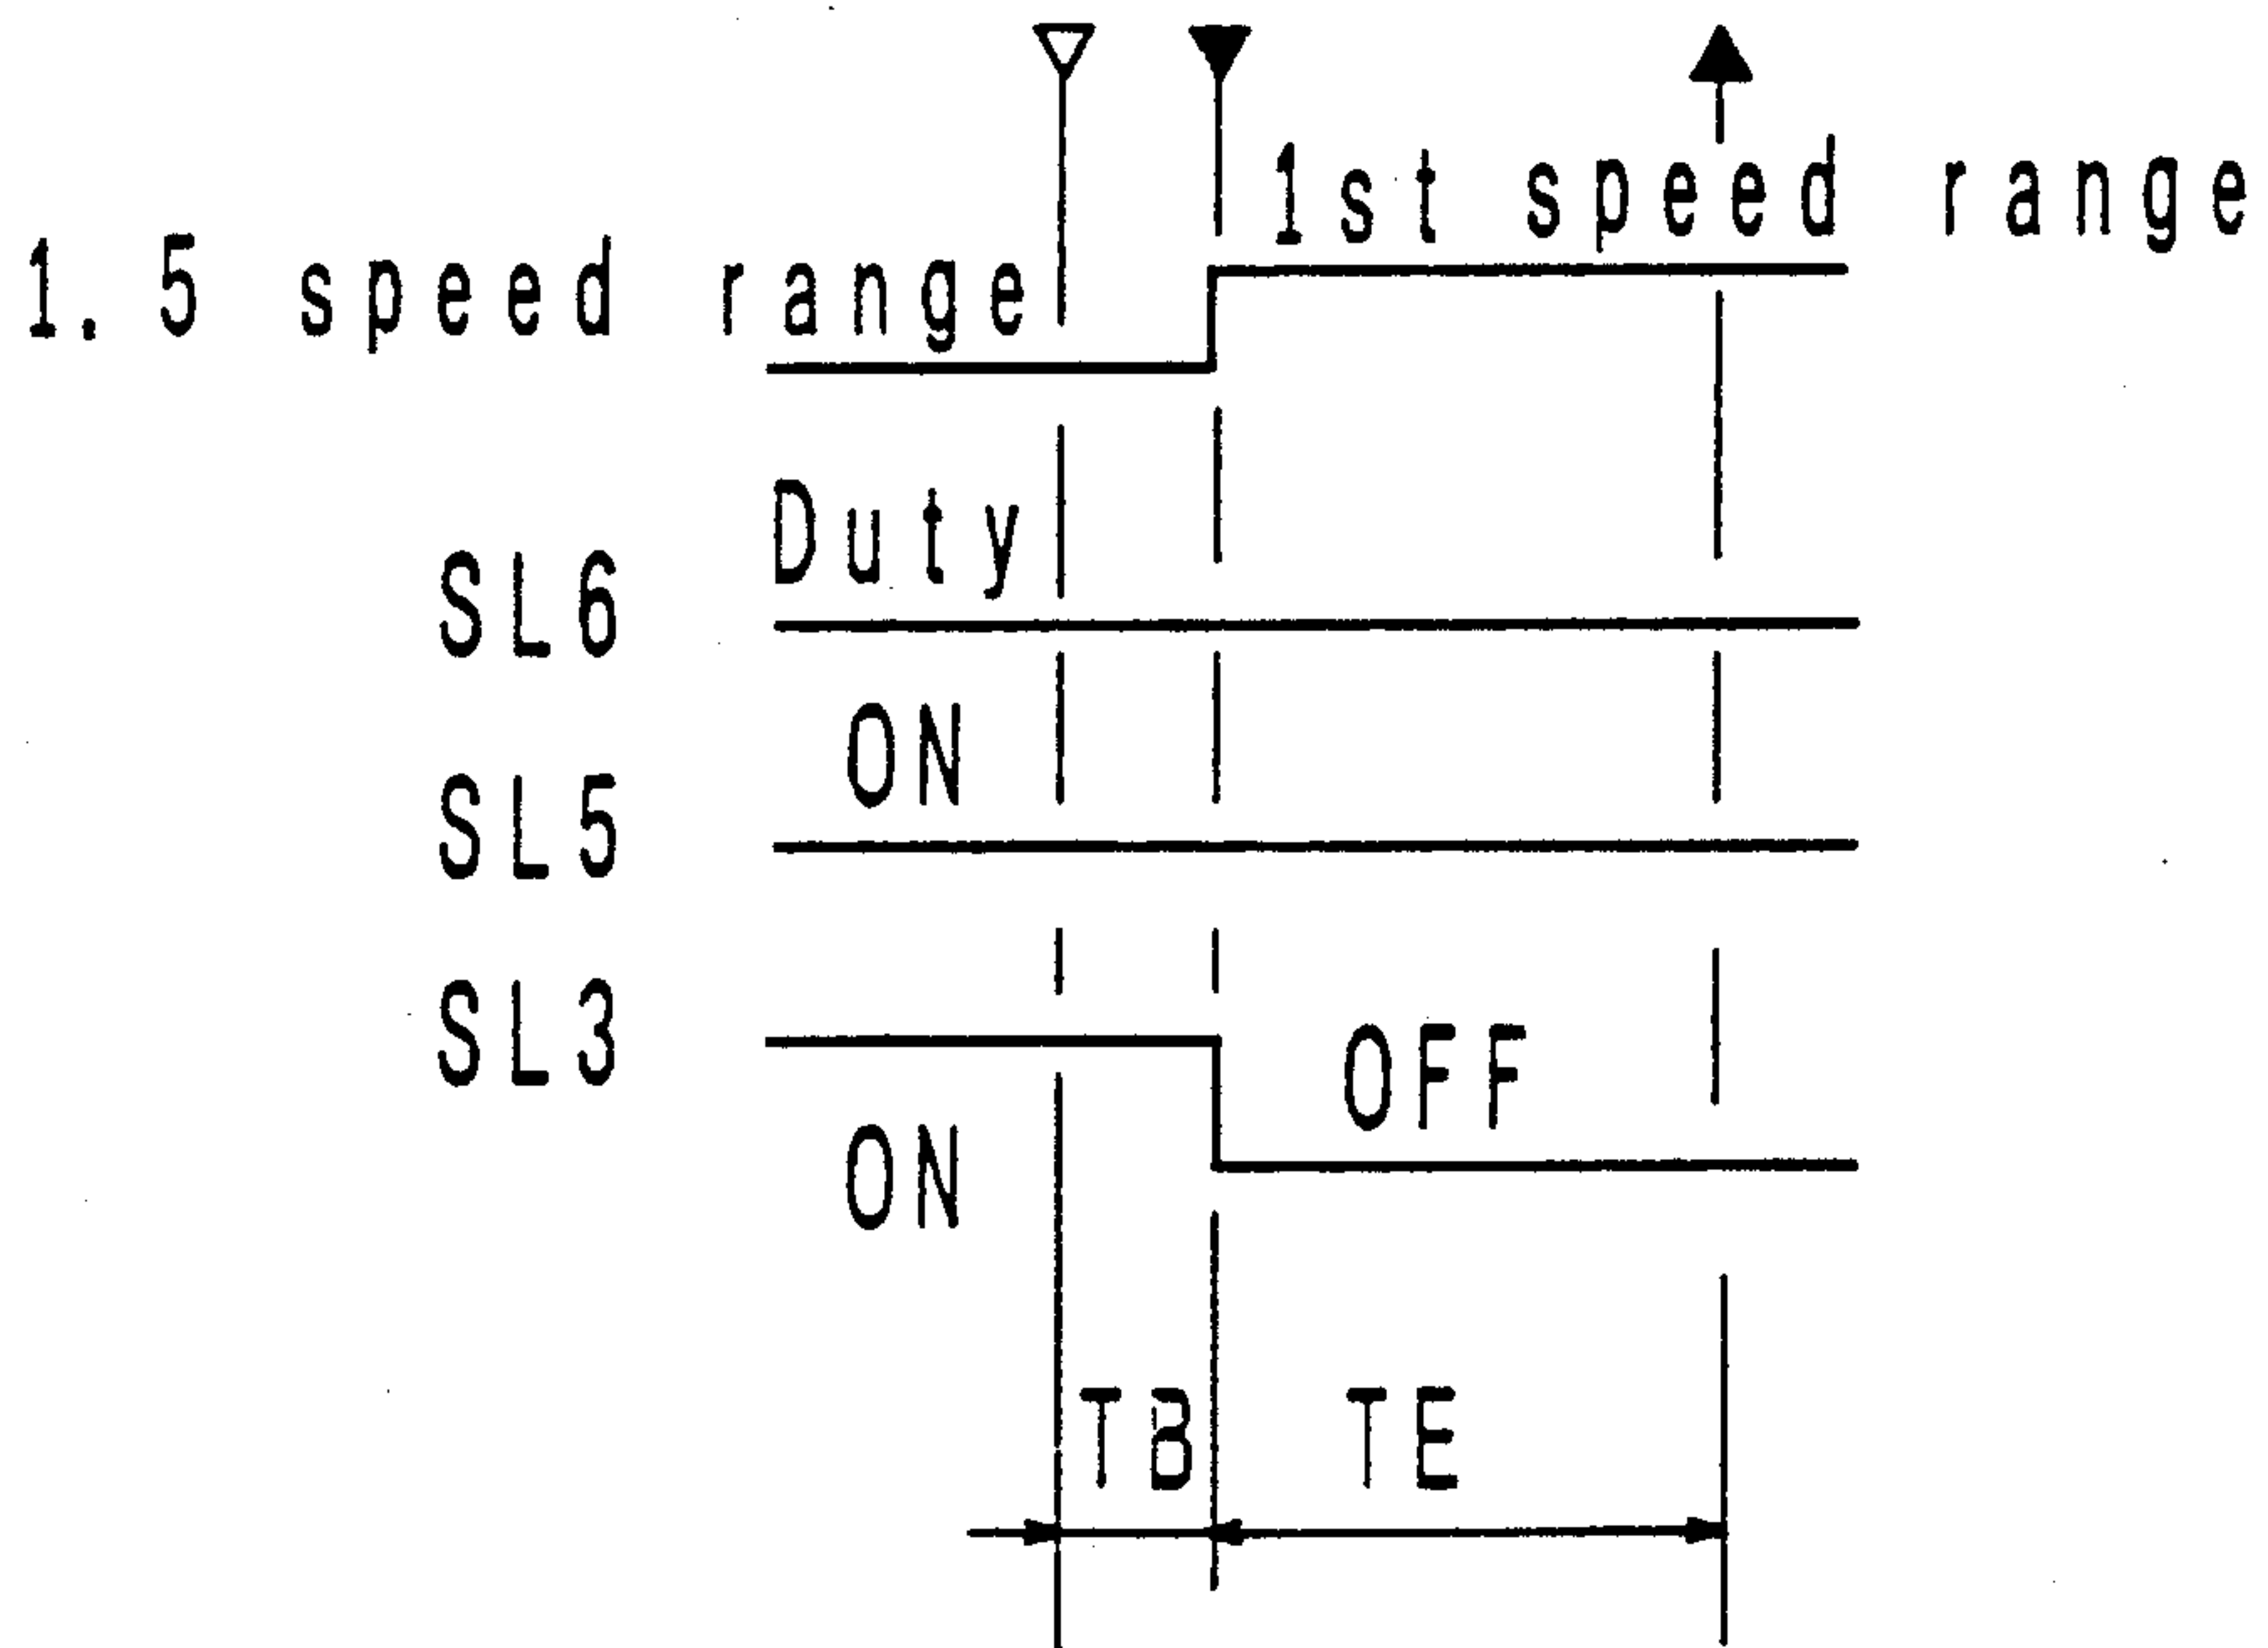 1st speed range
1.5 speed range
Duty
SL6
ON
SL5
SL3
OFF
ON
TB TE